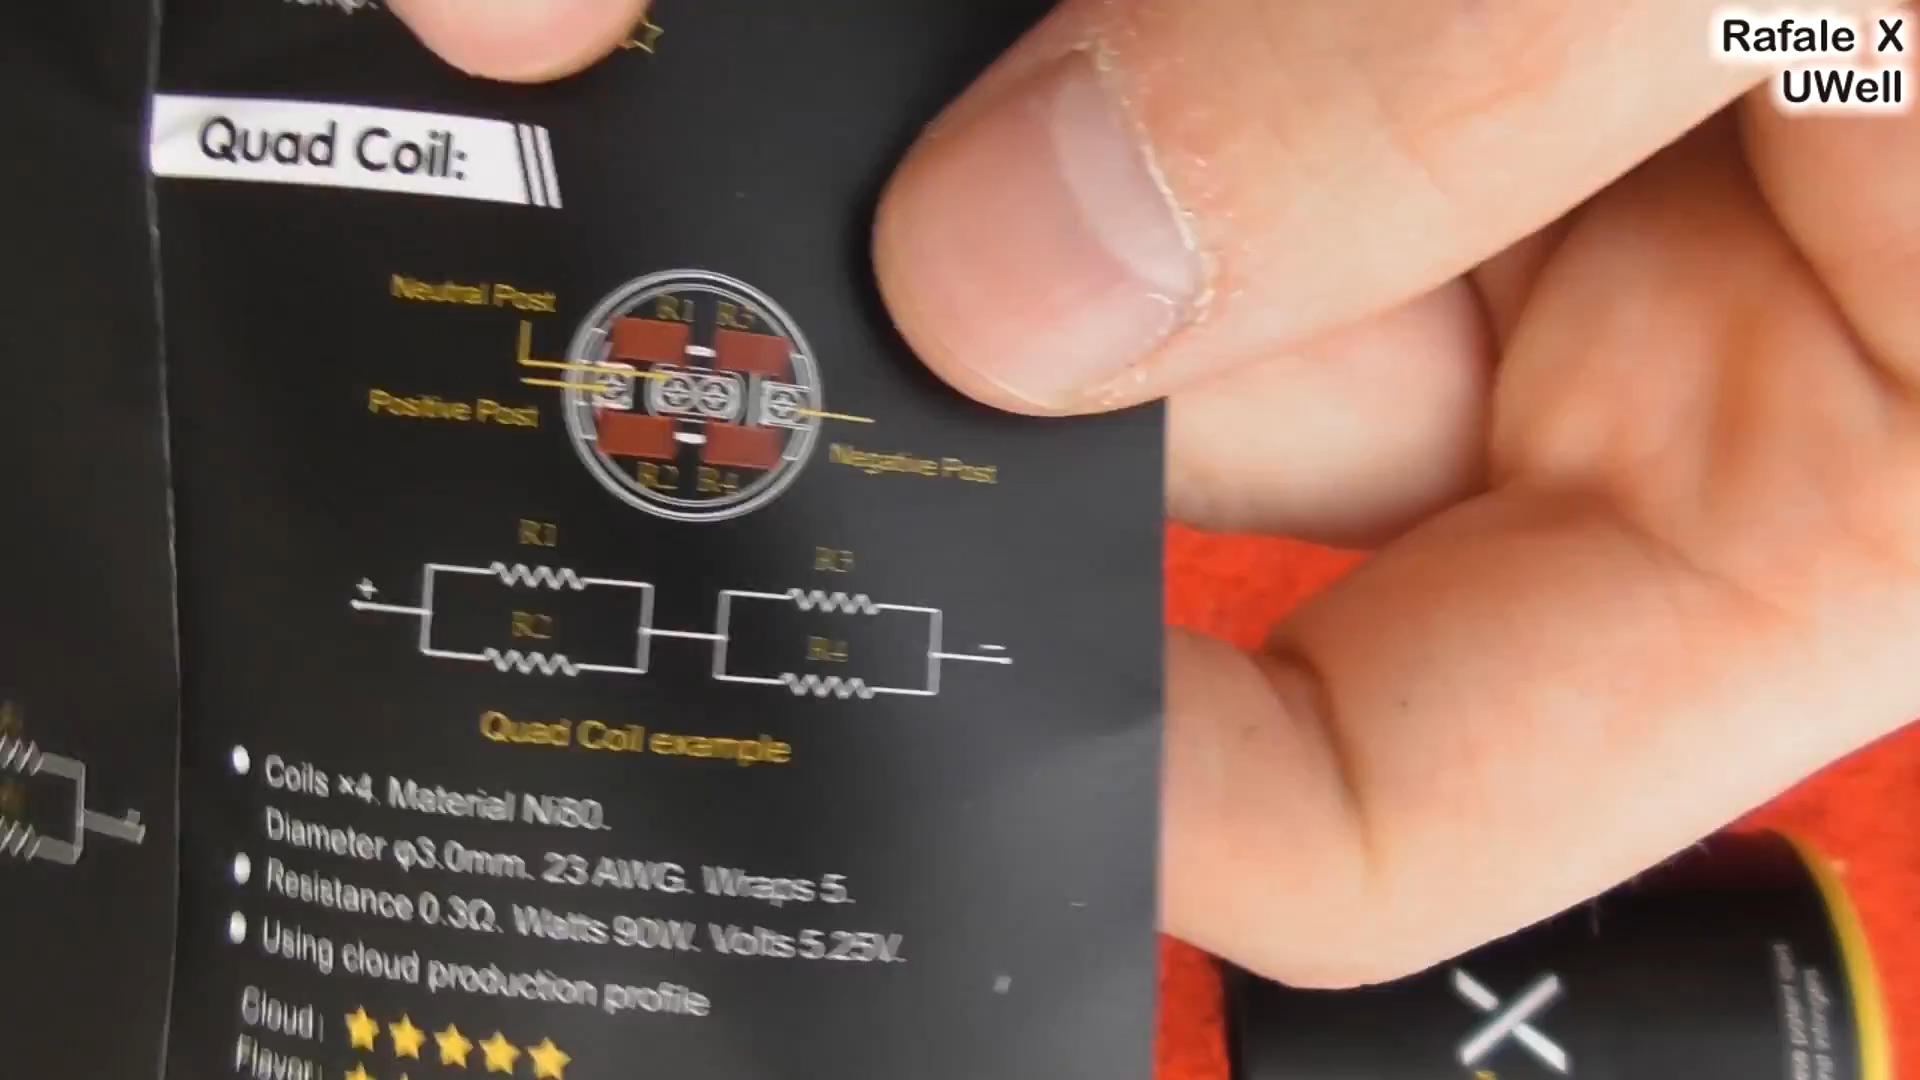 Rafale X
UWell
Quad Coil:
Neutral Post
R1 R3
Positive Post
Negative Post
R2 R4
R1
R3
+
R2
R4
-
Quad Coil example
Coils ×4. Material Ni80.
Diameter φ3.0mm. 23 AWG. Wraps 5.
Resistance 0.3Ω. Watts 90W. Volts 5.25V.
Using cloud production profile
Cloud:
Flavor:
X